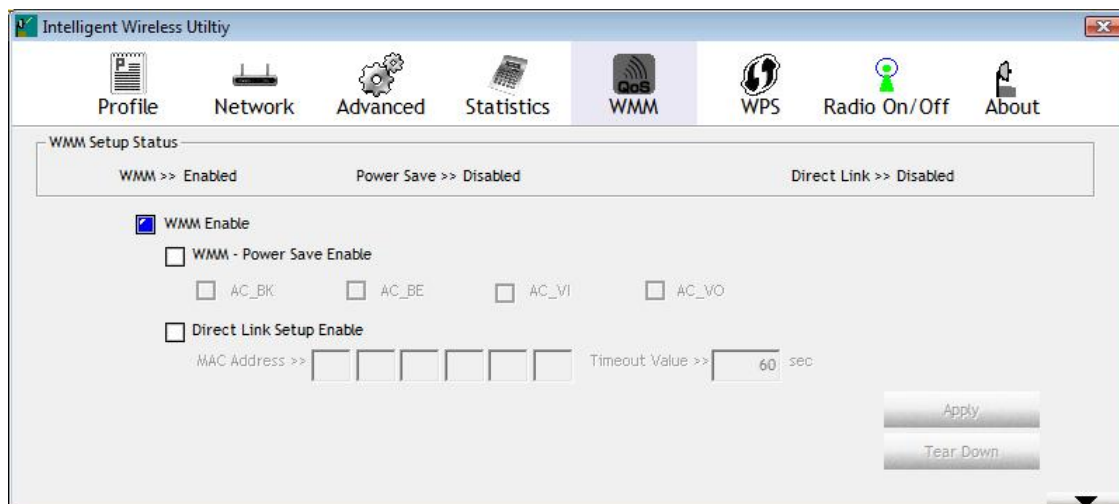 Intelligent Wireless Utiltiy
Profile Network Advanced Statistics WMM WPS Radio On/Off About
QoS
WMM Setup Status
WMM >> Enabled Power Save >> Disabled Direct Link >> Disabled
WMM Enable
WMM - Power Save Enable
AC_BK AC_BE AC_VI AC_VO
Direct Link Setup Enable
MAC Address >> Timeout Value >> 60 sec
Apply
Tear Down